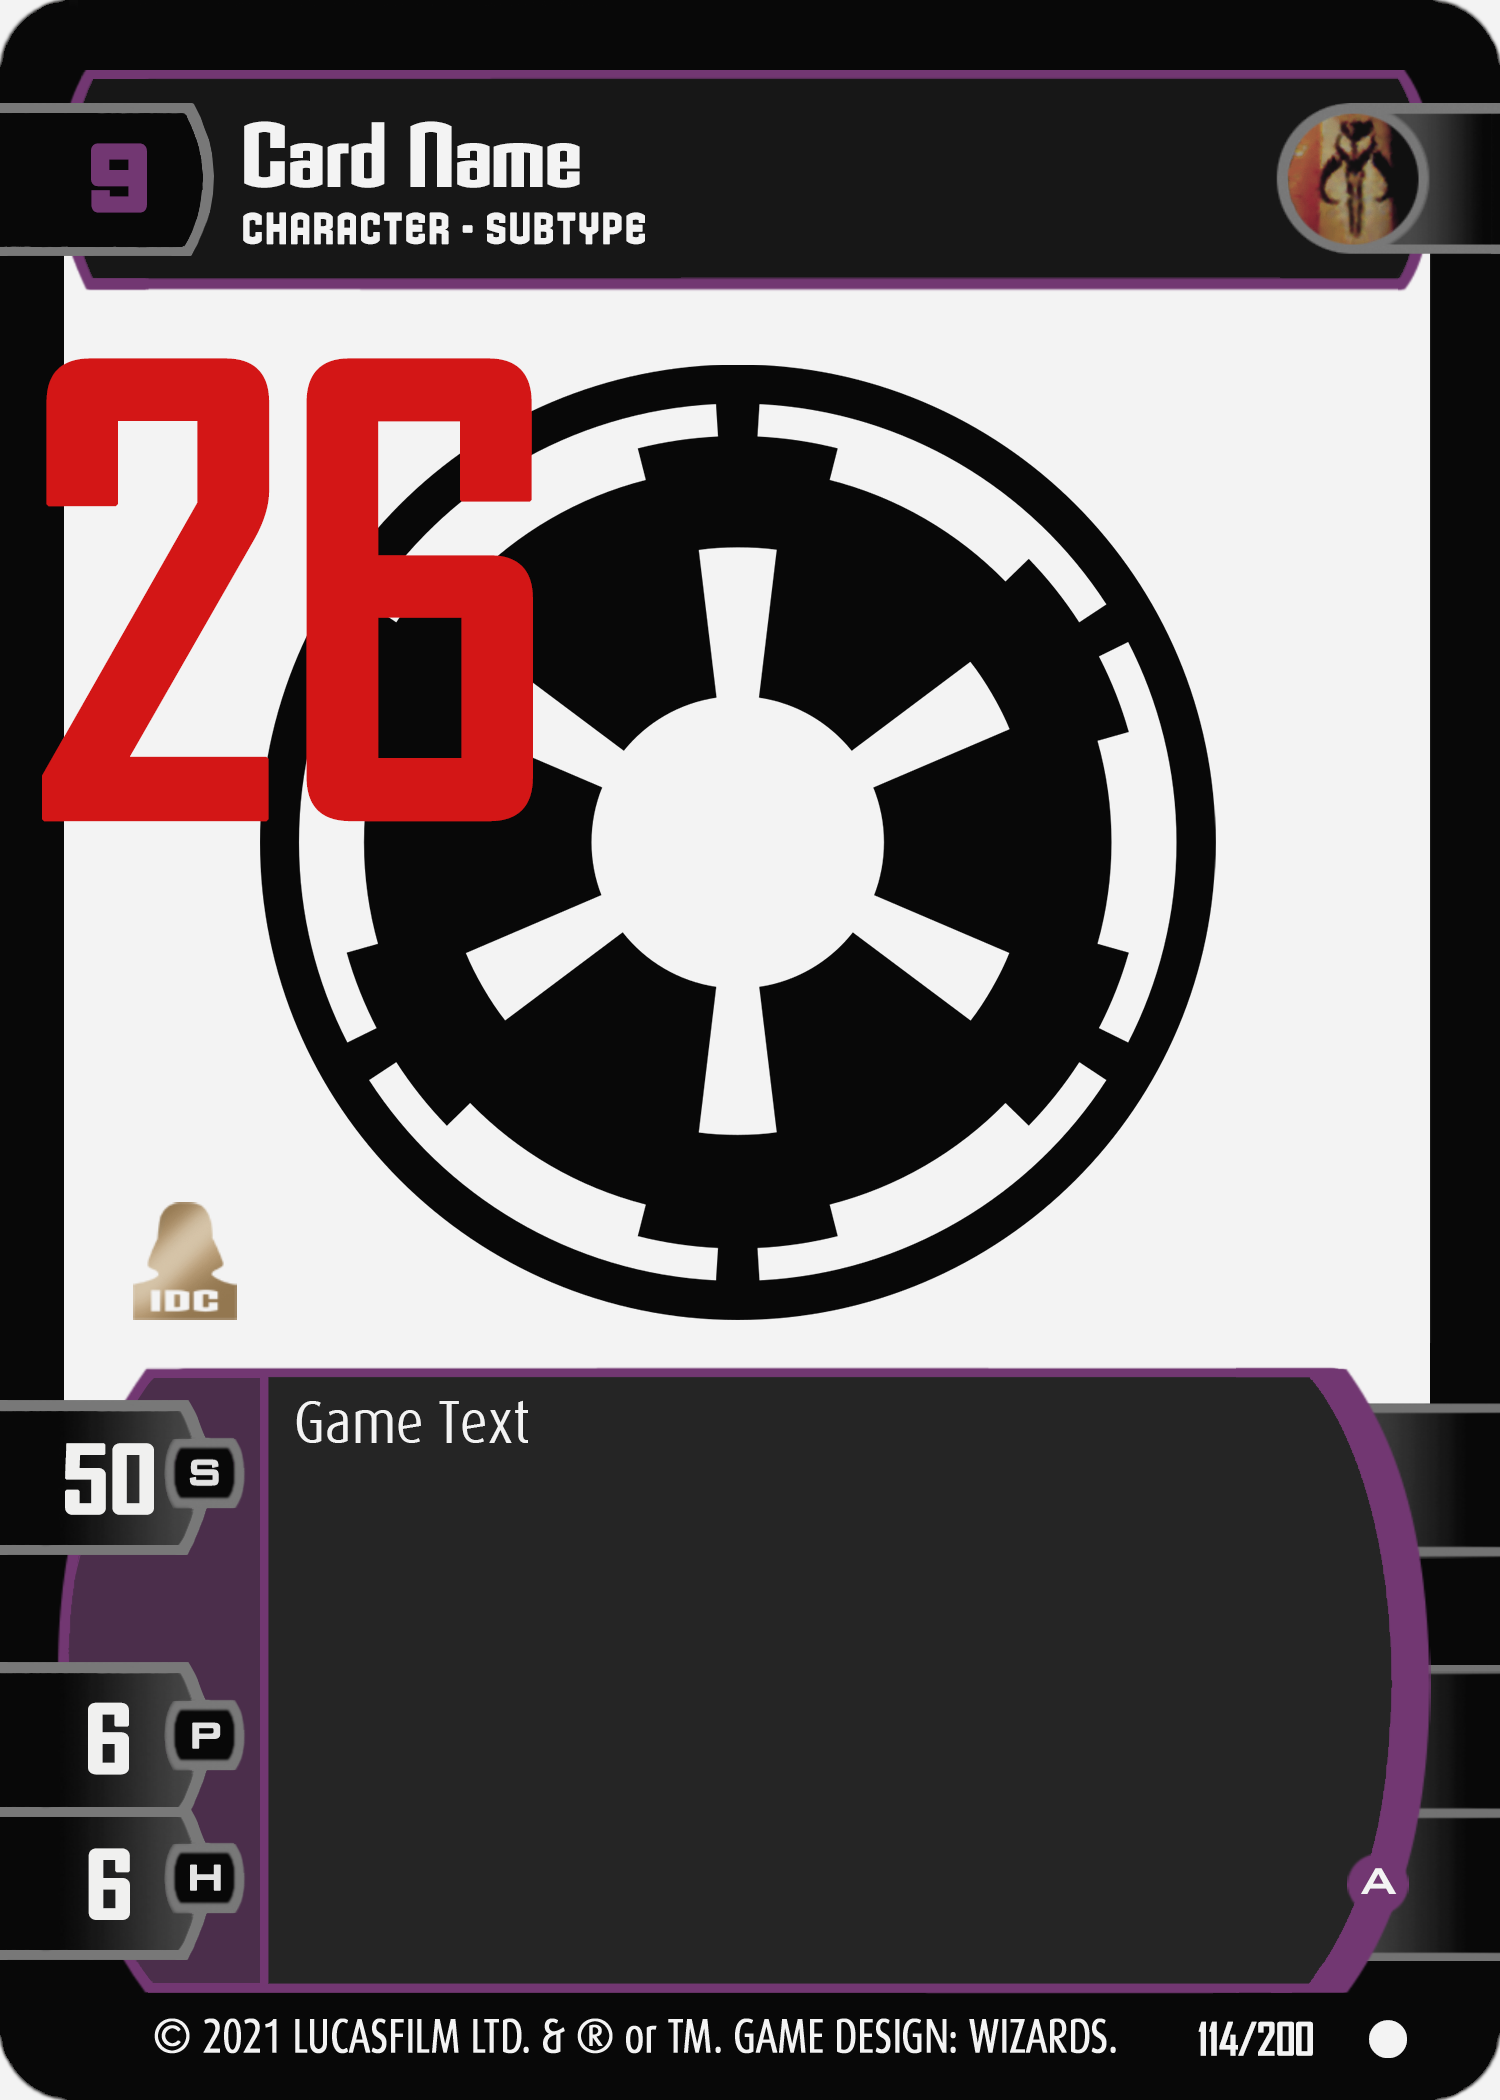 9
Card Name
CHARACTER - SUBTYPE
26
IDC
Game Text
50 S
6 P
6 H
A
© 2021 LUCASFILM LTD. & ® or TM. GAME DESIGN: WIZARDS.
114/200